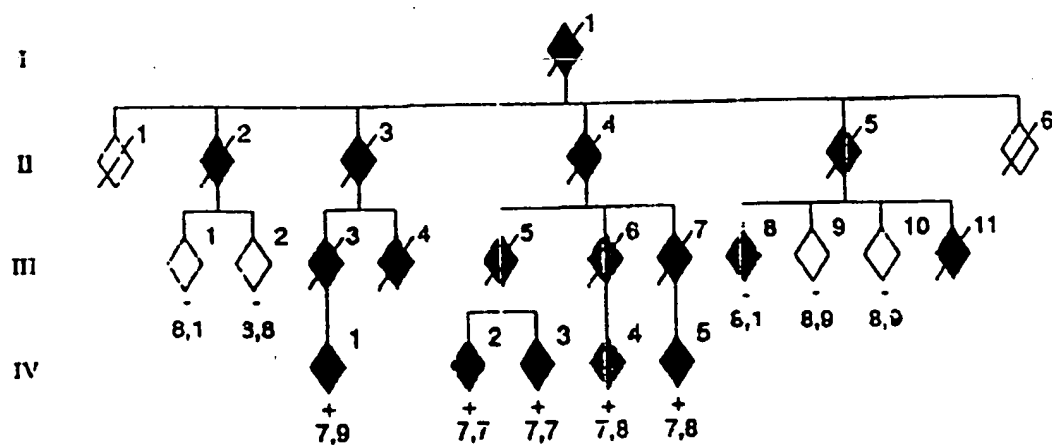 1
I
1 2 3 4 5 6
II
1 2 3 4 5 6 7 8 9 10 11
III
- - - - -
8,1 3,8 8,1 8,9 8,9
1 2 3 4 5
IV
+ + + + +
7,9 7,7 7,7 7,8 7,8